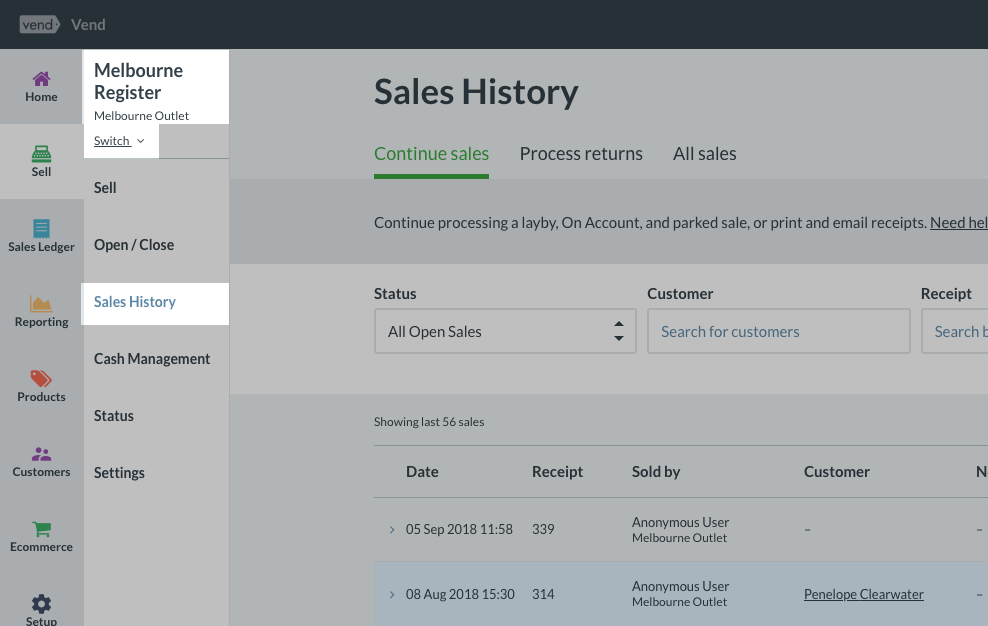 vend Vend
Melbourne
Register
Melbourne Outlet
Switch
Home
Sell
Sales Ledger
Reporting
Products
Customers
Ecommerce
Setup
Sell
Open / Close
Sales History
Cash Management
Status
Settings
Sales History
Continue sales Process returns All sales
Continue processing a layby, On Account, and parked sale, or print and email receipts. Need hel
Status Customer Receipt
All Open Sales Search for customers Search b
Showing last 56 sales
Date Receipt Sold by Customer N
05 Sep 2018 11:58 339 Anonymous User – –
Melbourne Outlet
08 Aug 2018 15:30 314 Anonymous User Penelope Clearwater –
Melbourne Outlet